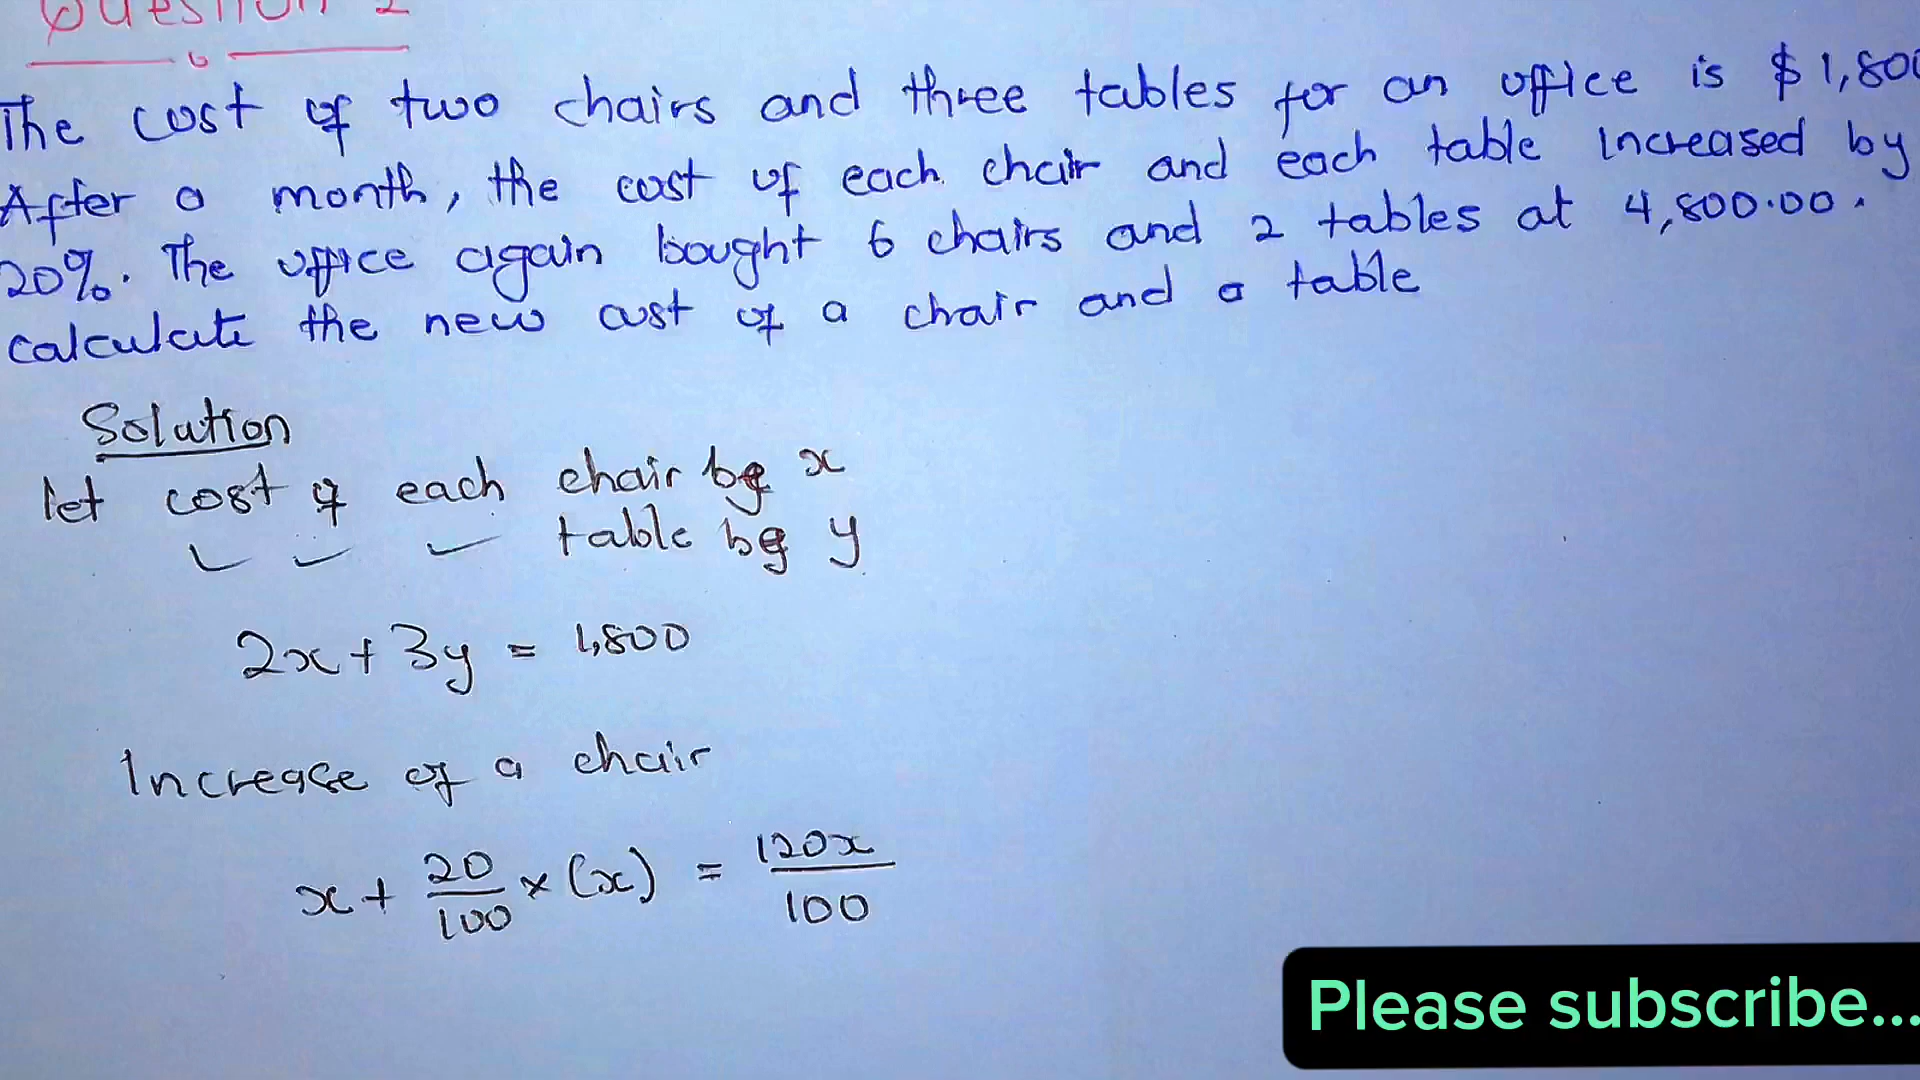 Question 2
The cost of two chairs and three tables for an office is $1,800
After a month, the cost of each chair and each table increased by
20%. The office again bought 6 chairs and 2 tables at 4,800.00.
calculate the new cost of a chair and a table
Solution
let cost of each chair be x
table be y
2x + 3y = 1,800
Increase of a chair
x + 20/100 × (x) = 120x/100
Please subscribe...